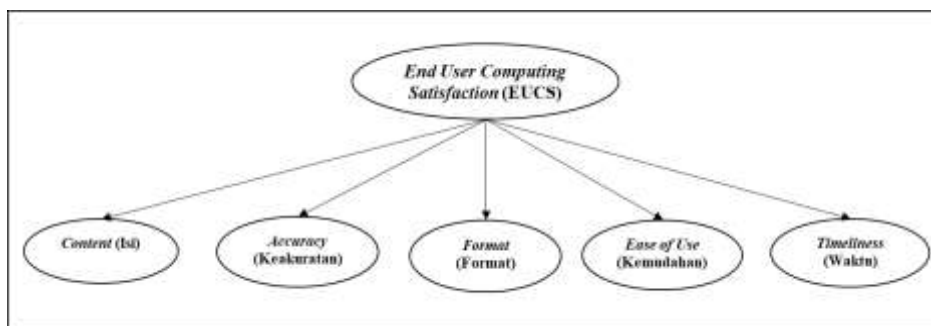 End User Computing
Satisfaction (EUCS)
Content (Isi)
Accuracy
(Keakuratan)
Format
(Format)
Ease of Use
(Kemudahan)
Timeliness
(Waktu)